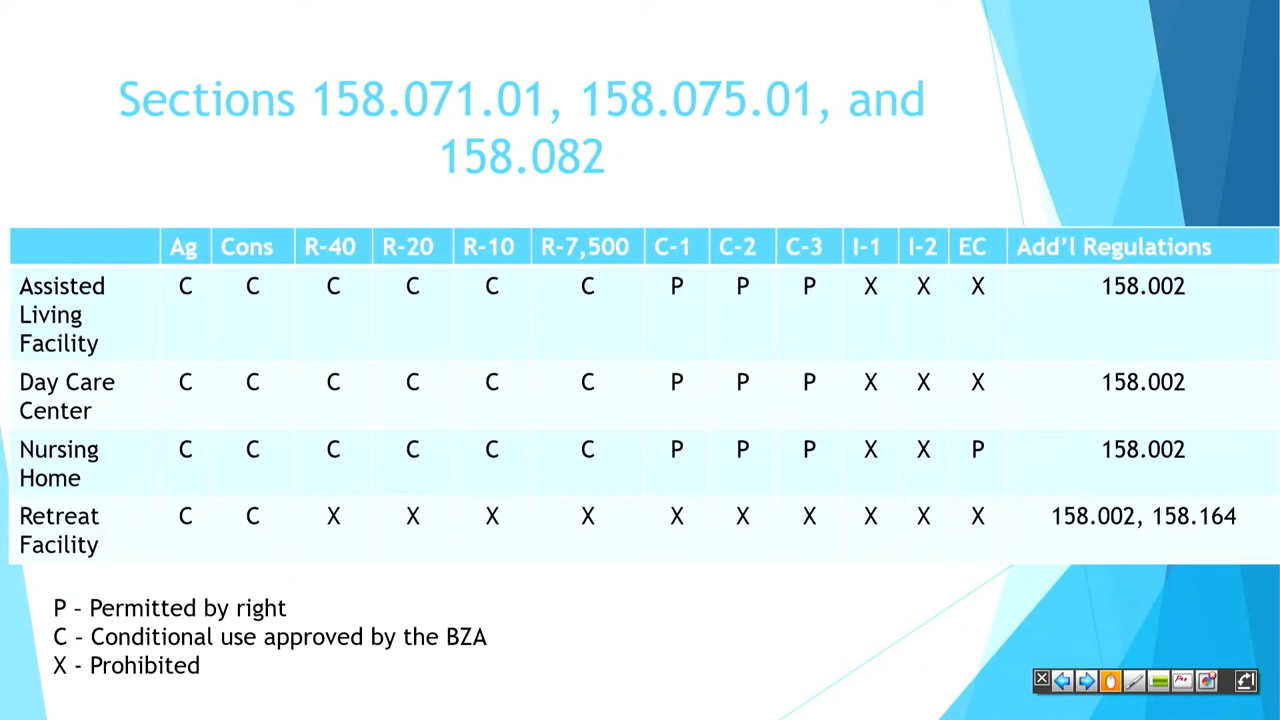 Sections 158.071.01, 158.075.01, and
158.082
Ag Cons R-40 R-20 R-10 R-7,500 C-1 C-2 C-3 I-1 I-2 EC Add’l Regulations
Assisted C C C C C C P P P X X X 158.002
Living
Facility
Day Care C C C C C C P P P X X X 158.002
Center
Nursing C C C C C C P P P X X P 158.002
Home
Retreat C C X X X X X X X X X X 158.002, 158.164
Facility
P – Permitted by right
C – Conditional use approved by the BZA
X - Prohibited